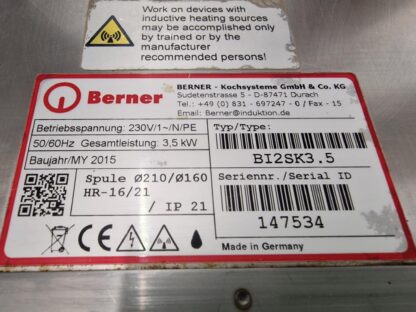 Work on devices with
inductive heating sources
may be accomplished only
by trained or by the
manufacturer
recommended persons!
Berner
BERNER - Kochsysteme GmbH & Co. KG
Sudetenstrasse 5 - D-87471 Durach
Tel.: +49 (0) 831 - 697247 - 0 / Fax - 15
Email: Berner@induktion.de
Betriebsspannung: 230V/1~/N/PE
50/60Hz Gesamtleistung: 3,5 kW
Baujahr/MY 2015
Typ/Type:
BI2SK3.5
Spule Ø210/Ø160
HR-16/21
/ IP 21
Seriennr./Serial ID
147534
CE
Made in Germany